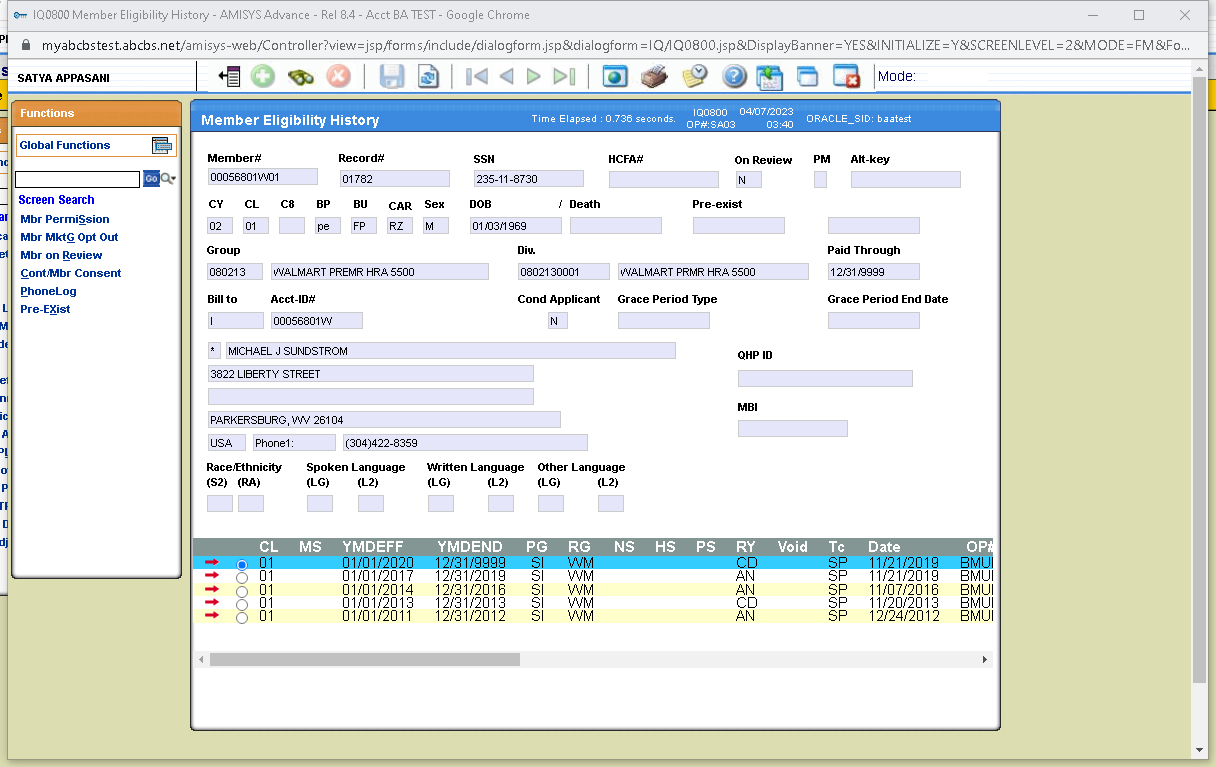 IQ0800 Member Eligibility History - AMISYS Advance - Rel 8.4 - Acct BA TEST - Google Chrome
myabcbstest.abcbs.net/amisys-web/Controller?view=jsp/forms/include/dialogform.jsp&dialogform=IQ/IQ0800.jsp&DisplayBanner=YES&INITIALIZE=Y&SCREENLEVEL=2&MODE=FM&Fo...
SATYA APPASANI
Mode:
Functions
Global Functions
Go
Screen Search
Mbr PermiSsion
Mbr MktG Opt Out
Mbr on Review
Cont/Mbr Consent
PhoneLog
Pre-EXist
Member Eligibility History
Time Elapsed : 0.736 seconds.
IQ0800 04/07/2023
OP#:SA03 03:40
ORACLE_SID: baatest
Member# Record# SSN HCFA# On Review PM Alt-key
00056801W01 01782 235-11-8730 N
CY CL C8 BP BU CAR Sex DOB / Death Pre-exist
02 01 pe FP RZ M 01/03/1969
Group Div. Paid Through
080213 WALMART PREMR HRA 5500 0802130001 WALMART PRMR HRA 5500 12/31/9999
Bill to Acct-ID# Cond Applicant Grace Period Type Grace Period End Date
I 00056801W N
* MICHAEL J SUNDSTROM
QHP ID
3822 LIBERTY STREET
MBI
PARKERSBURG, WV 26104
USA Phone1: (304)422-8359
Race/Ethnicity Spoken Language Written Language Other Language
(S2) (RA) (LG) (L2) (LG) (L2) (LG) (L2)
CL MS YMDEFF YMDEND PG RG NS HS PS RY Void Tc Date OP#
01 01/01/2020 12/31/9999 SI WM CD SP 11/21/2019 BMUI
01 01/01/2017 12/31/2019 SI WM AN SP 11/21/2019 BMUI
01 01/01/2014 12/31/2016 SI WM AN SP 11/07/2016 BMUI
01 01/01/2013 12/31/2013 SI WM CD SP 11/20/2013 BMUI
01 01/01/2011 12/31/2012 SI WM AN SP 12/24/2012 BMUI